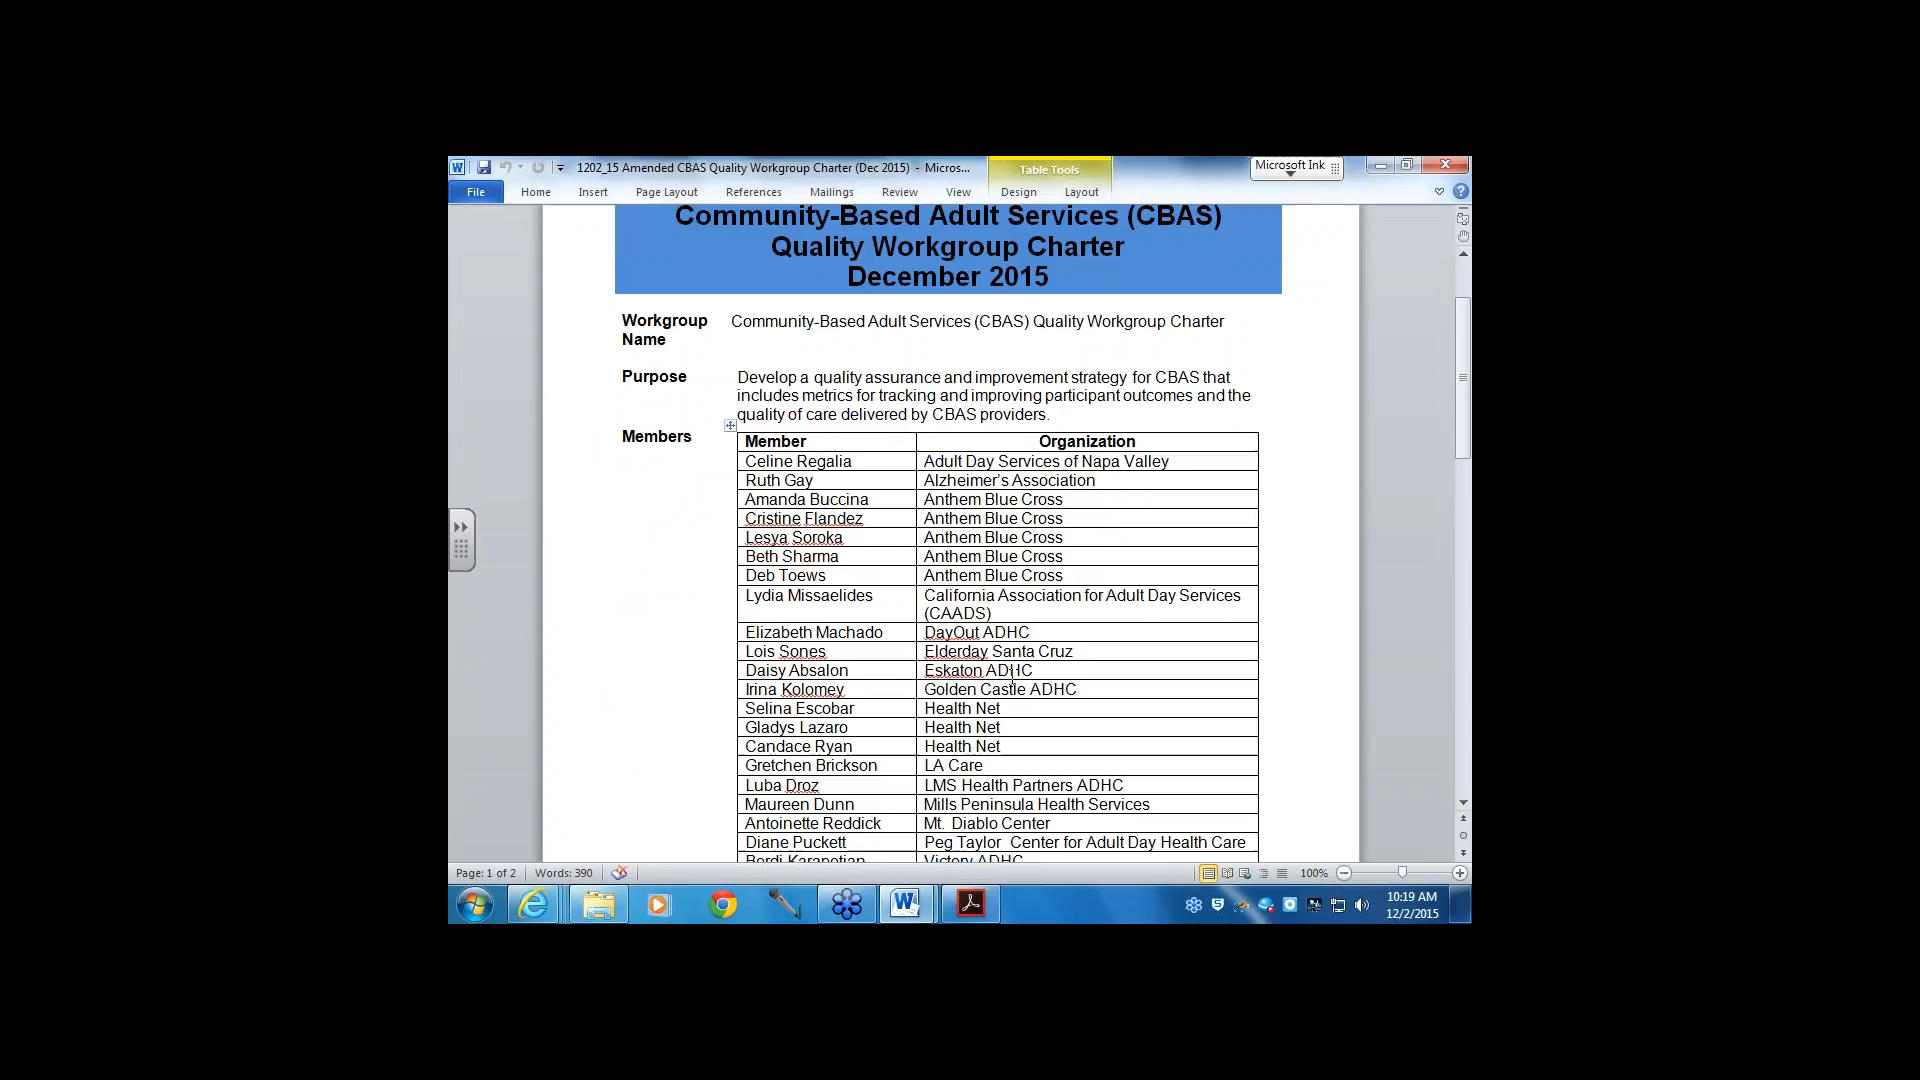 1202_15 Amended CBAS Quality Workgroup Charter (Dec 2015) - Micros...
Table Tools
Microsoft Ink
File Home Insert Page Layout References Mailings Review View Design Layout
Community-Based Adult Services (CBAS)
Quality Workgroup Charter
December 2015
Workgroup Name Community-Based Adult Services (CBAS) Quality Workgroup Charter
Purpose Develop a quality assurance and improvement strategy for CBAS that
includes metrics for tracking and improving participant outcomes and the
quality of care delivered by CBAS providers.
Members
Member Organization
Celine Regalia Adult Day Services of Napa Valley
Ruth Gay Alzheimer's Association
Amanda Buccina Anthem Blue Cross
Cristine Flandez Anthem Blue Cross
Lesya Soroka Anthem Blue Cross
Beth Sharma Anthem Blue Cross
Deb Toews Anthem Blue Cross
Lydia Missaelides California Association for Adult Day Services
(CAADS)
Elizabeth Machado DayOut ADHC
Lois Sones Elderday Santa Cruz
Daisy Absalon Eskaton ADHC
Irina Kolomey Golden Castle ADHC
Selina Escobar Health Net
Gladys Lazaro Health Net
Candace Ryan Health Net
Gretchen Brickson LA Care
Luba Droz LMS Health Partners ADHC
Maureen Dunn Mills Peninsula Health Services
Antoinette Reddick Mt. Diablo Center
Diane Puckett Peg Taylor Center for Adult Day Health Care
Berdj Karapetian Victory ADHC
Page: 1 of 2 Words: 390 100%
10:19 AM
12/2/2015